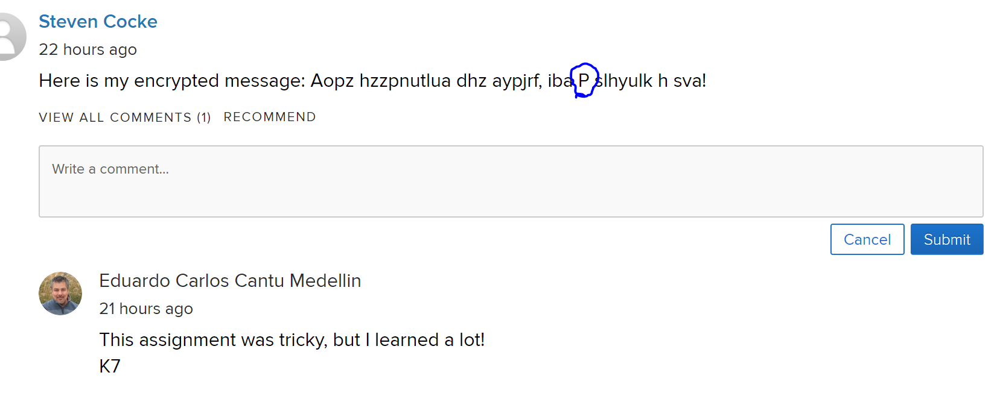 Steven Cocke
22 hours ago
Here is my encrypted message: Aopz hzzpnutlua dhz aypjrf, iba P slhyulk h sva!
VIEW ALL COMMENTS (1) RECOMMEND
Write a comment...
Cancel Submit
Eduardo Carlos Cantu Medellin
21 hours ago
This assignment was tricky, but I learned a lot!
K7